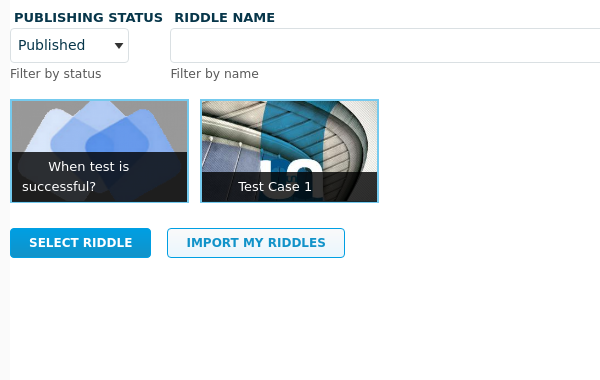 PUBLISHING STATUS RIDDLE NAME
Published
Filter by status Filter by name
When test is
successful?
Test Case 1
SELECT RIDDLE IMPORT MY RIDDLES